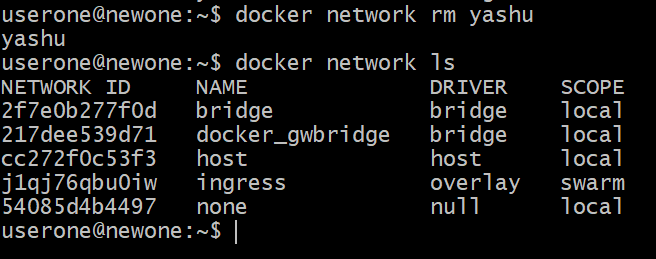 userone@newone:~$ docker network rm yashu
yashu
userone@newone:~$ docker network ls
NETWORK ID     NAME              DRIVER    SCOPE
2f7e0b277f0d   bridge            bridge    local
217dee539d71   docker_gwbridge   bridge    local
cc272f0c53f3   host              host      local
j1qj76qbu0iw   ingress           overlay   swarm
54085d4b4497   none              null      local
userone@newone:~$